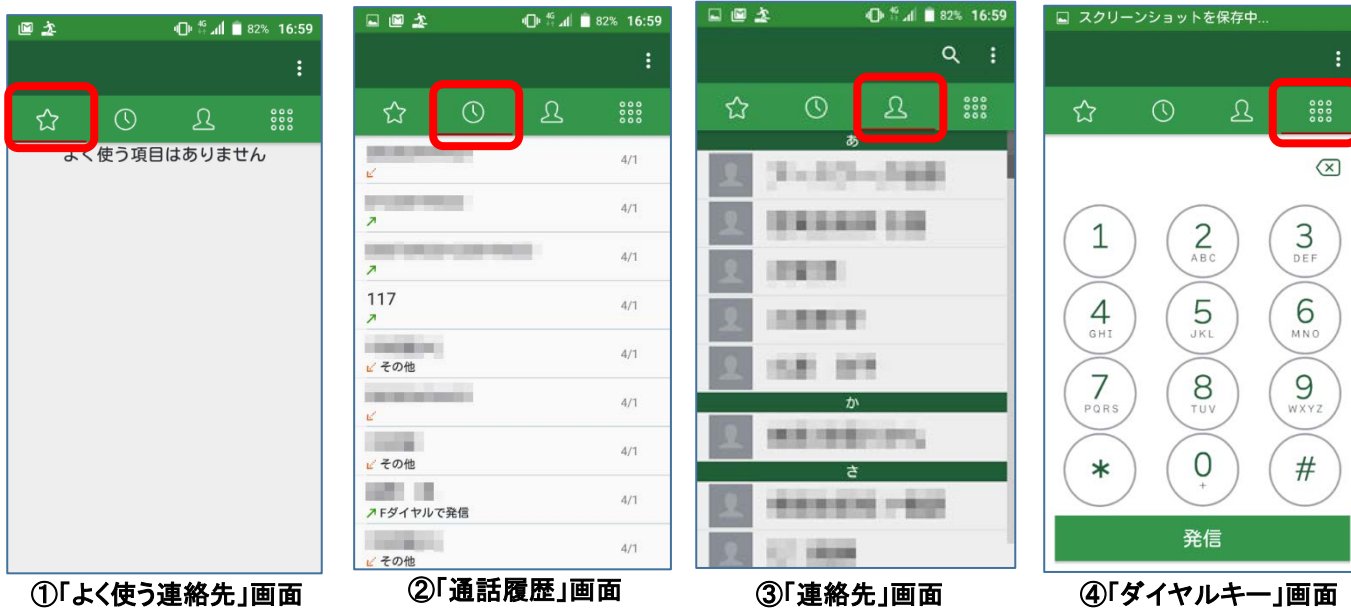 4G 82% 16:59
よく使う項目はありません
①「よく使う連絡先」画面
4G 82% 16:59
4/1
4/1
4/1
117
4/1
4/1
その他
4/1
4/1
その他
4/1
Fダイヤルで発信
4/1
その他
②「通話履歴」画面
4G 82% 16:59
あ
か
さ
③「連絡先」画面
スクリーンショットを保存中...
1
2
ABC
3
DEF
4
GHI
5
JKL
6
MNO
7
PQRS
8
TUV
9
WXYZ
*
0
+
#
発信
④「ダイヤルキー」画面